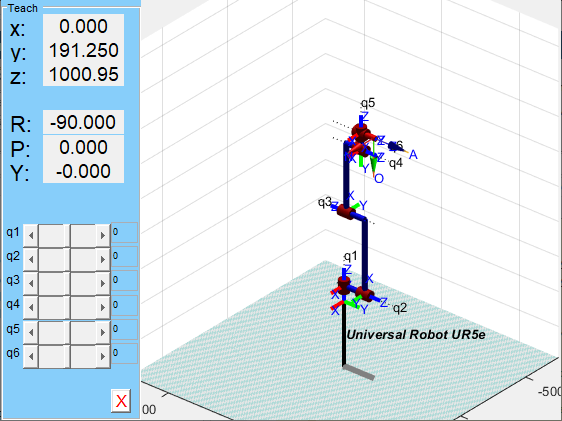 Teach
x: 0.000
y: 191.250
z: 1000.95
R: -90.000
P: 0.000
Y: -0.000
q1 0
q2 0
q3 0
q4 0
q5 0
q6 0
X
q5
Z
Z
A
q4
X
Y
O
X
q3
Z
Y
q1
Z
X
X
Z
q2
X
Y
Y
Universal Robot UR5e
00
-500